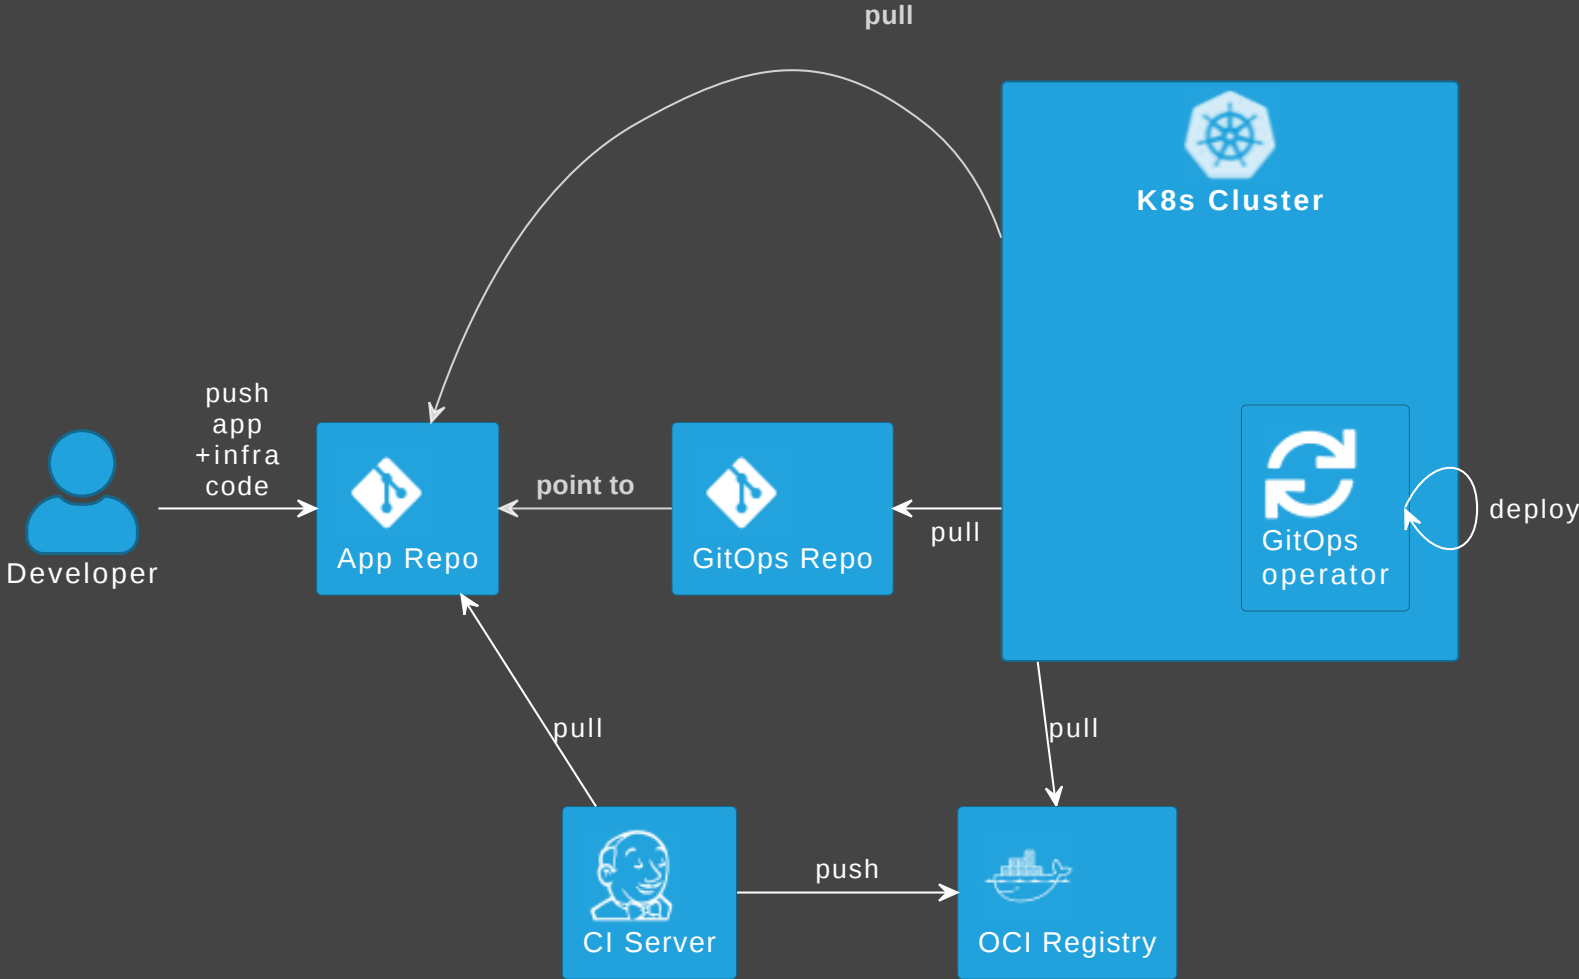 pull
K8s Cluster
push
app
+infra
code
Developer
App Repo
point to
GitOps Repo
pull
GitOps
operator
deploy
pull
pull
CI Server
push
OCI Registry